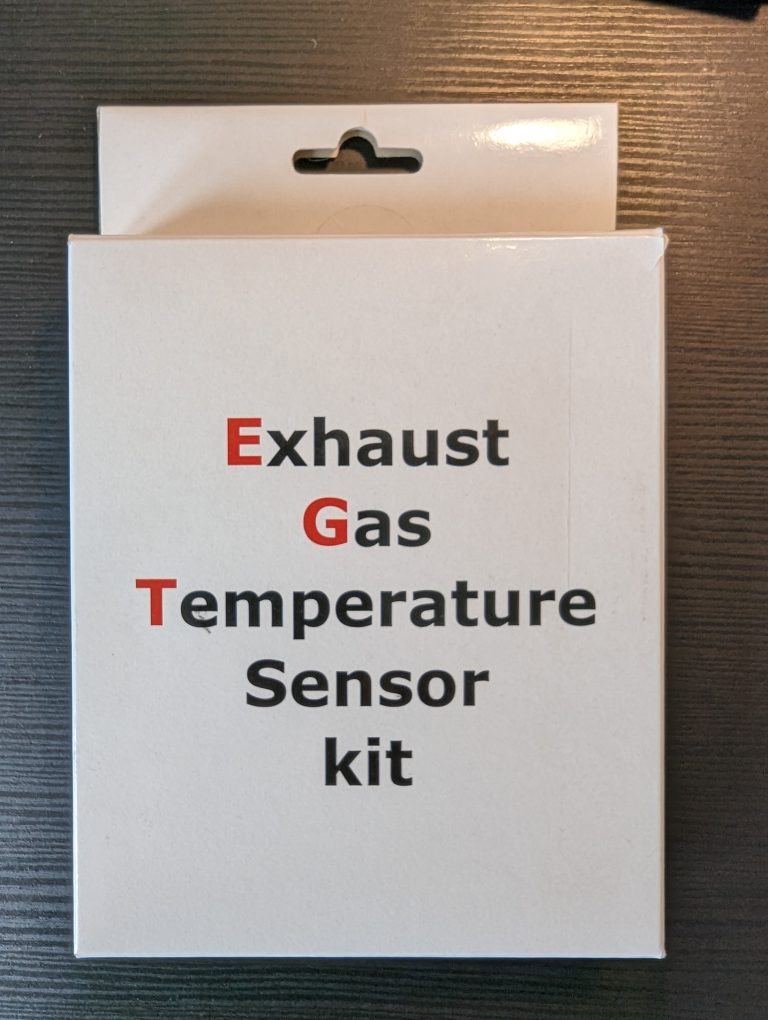 Exhaust
Gas
Temperature
Sensor
kit